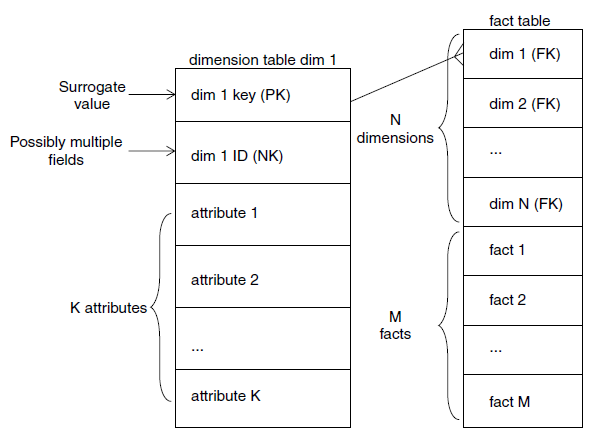 fact table
dimension table dim 1
dim 1 (FK)
Surrogate
value
dim 1 key (PK)
dim 2 (FK)
N
dimensions
Possibly multiple
fields
dim 1 ID (NK)
...
dim N (FK)
attribute 1
fact 1
attribute 2
fact 2
K attributes
M
facts
...
...
attribute K
fact M